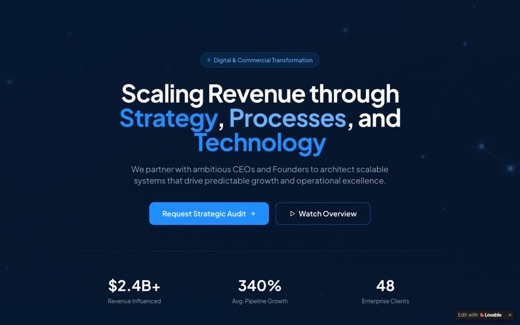 Digital & Commercial Transformation
Scaling Revenue through
Strategy, Processes, and
Technology
We partner with ambitious CEOs and Founders to architect scalable
systems that drive predictable growth and operational excellence.
Request Strategic Audit →
Watch Overview
$2.4B+
340%
48
Revenue Influenced
Avg. Pipeline Growth
Enterprise Clients
Edit with Lovable ×